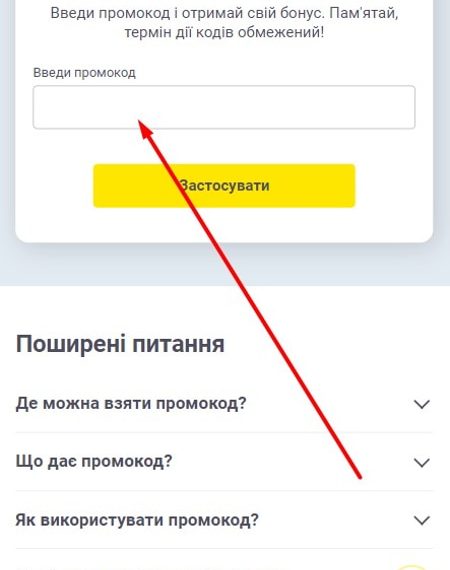 Введи промокод і отримай свій бонус. Пам'ятай,
термін дії кодів обмежений!
Введи промокод
Застосувати
Поширені питання
Де можна взяти промокод?
Що дає промокод?
Як використувати промокод?